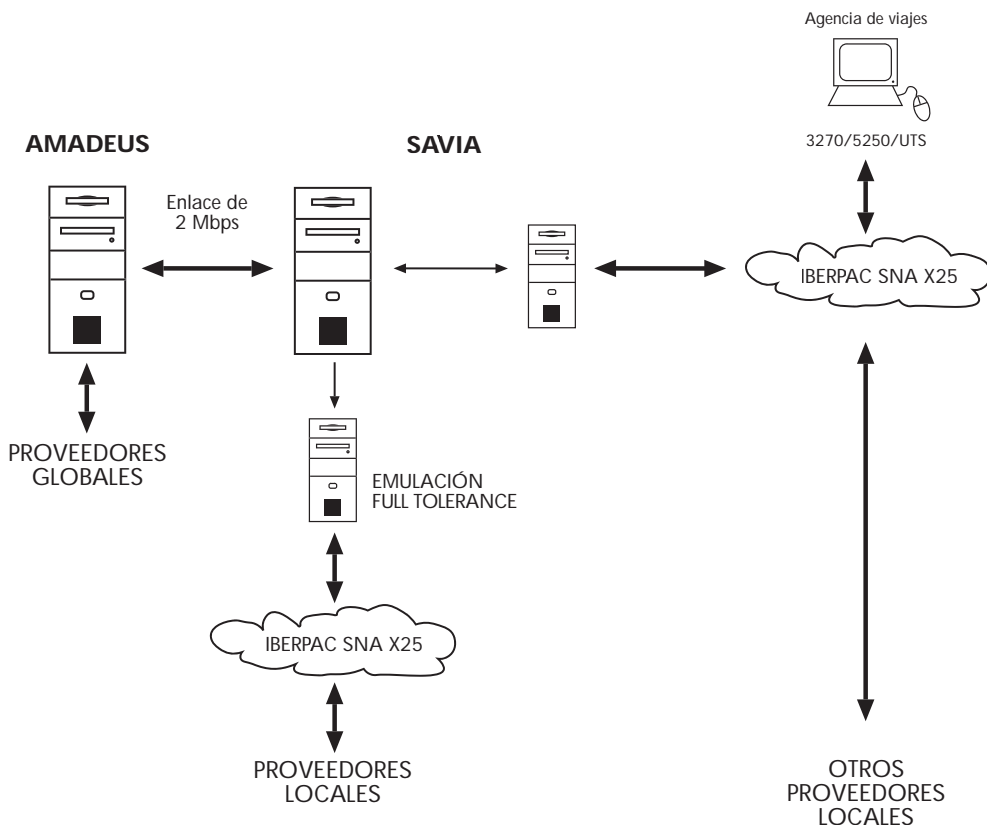 Agencia de viajes
3270/5250/UTS
AMADEUS
SAVIA
Enlace de
2 Mbps
IBERPAC SNA X25
PROVEEDORES
GLOBALES
EMULACIÓN
FULL TOLERANCE
IBERPAC SNA X25
PROVEEDORES
LOCALES
OTROS
PROVEEDORES
LOCALES